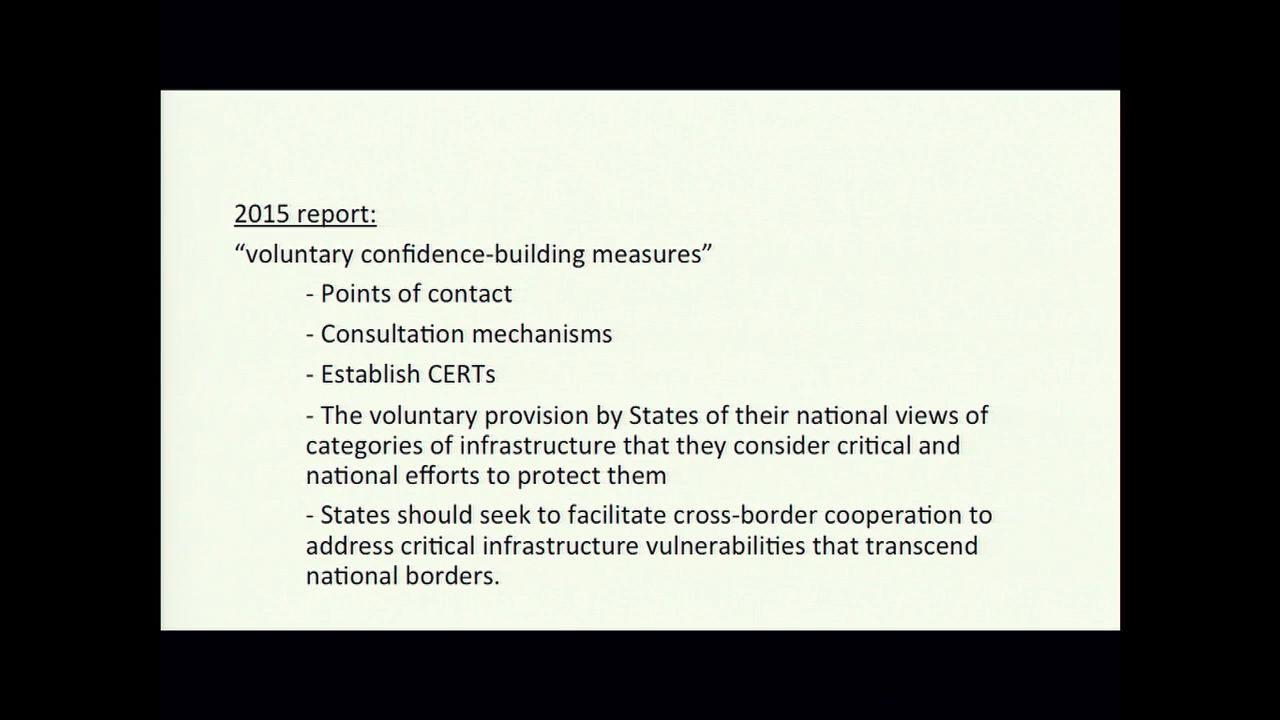 2015 report:
“voluntary confidence-building measures”
- Points of contact
- Consultation mechanisms
- Establish CERTs
- The voluntary provision by States of their national views of
categories of infrastructure that they consider critical and
national efforts to protect them
- States should seek to facilitate cross-border cooperation to
address critical infrastructure vulnerabilities that transcend
national borders.